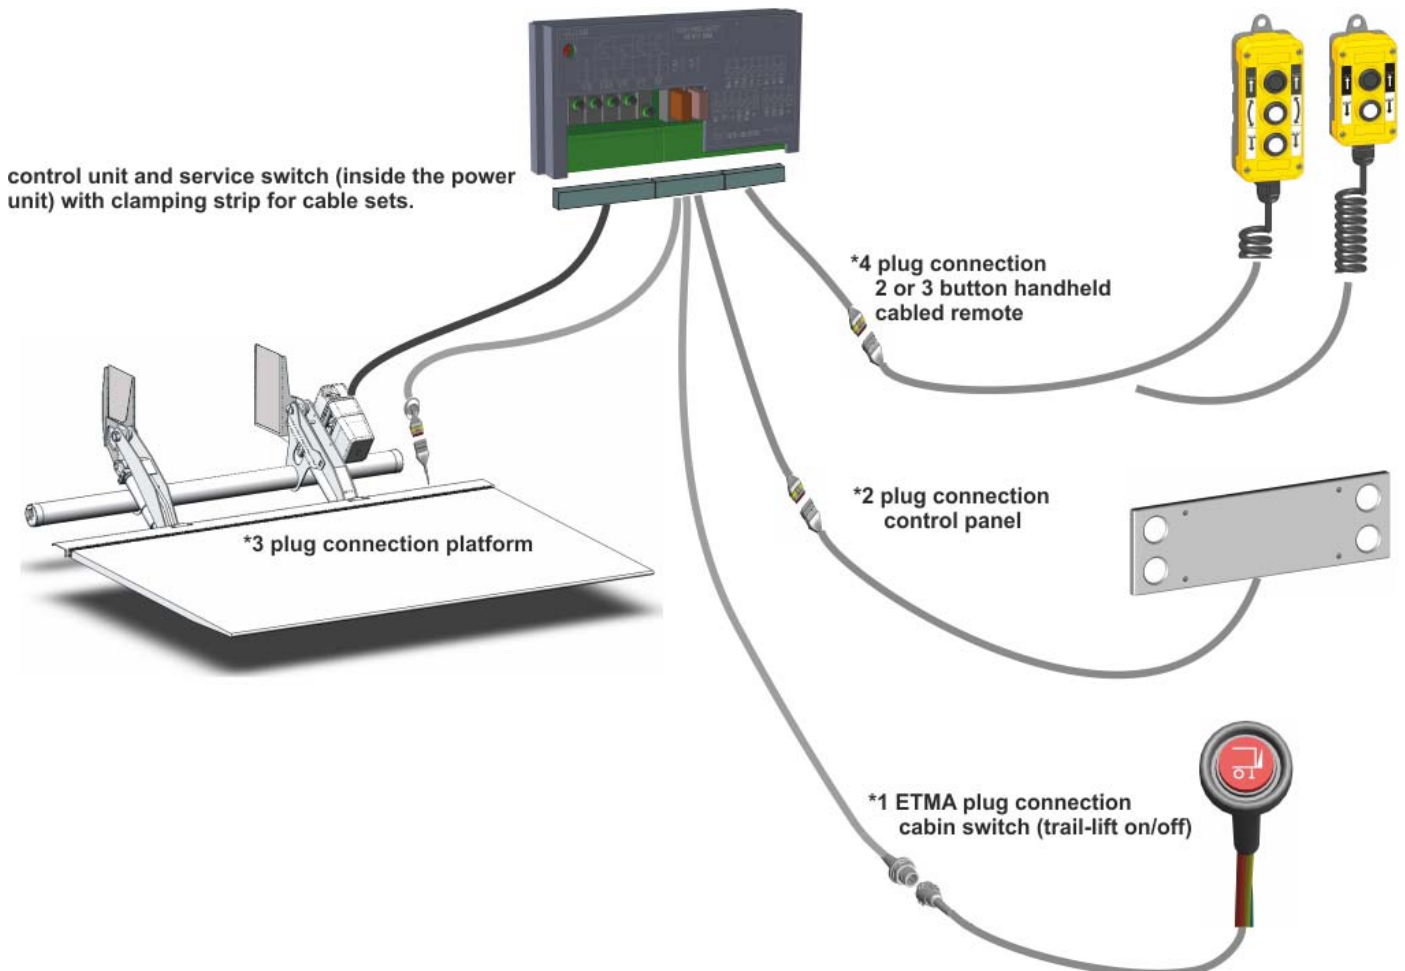 control unit and service switch (inside the power
unit) with clamping strip for cable sets.
*4 plug connection
2 or 3 button handheld
cabled remote
*3 plug connection platform
*2 plug connection
control panel
*1 ETMA plug connection
cabin switch (trail-lift on/off)